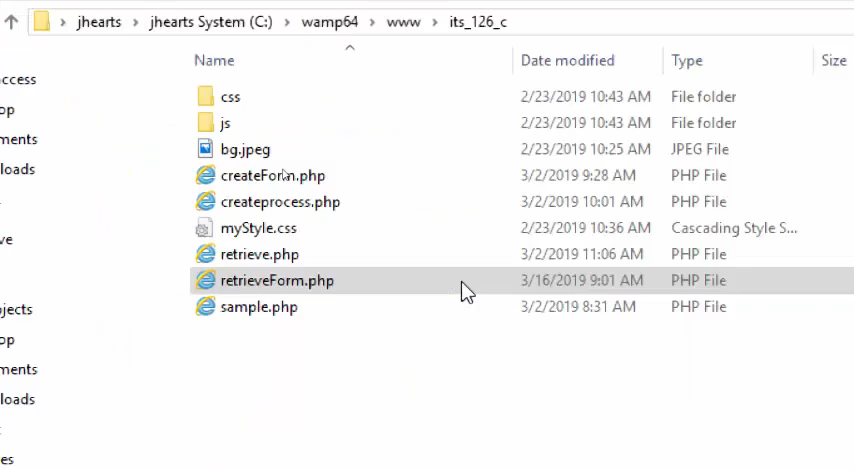 jhearts > jhearts System (C:) > wamp64 > www > its_126_c
Name Date modified Type Size
css 2/23/2019 10:43 AM File folder
js 2/23/2019 10:43 AM File folder
bg.jpeg 2/23/2019 10:25 AM JPEG File
createForm.php 3/2/2019 9:28 AM PHP File
createprocess.php 3/2/2019 10:01 AM PHP File
myStyle.css 2/23/2019 10:36 AM Cascading Style S...
retrieve.php 3/2/2019 11:06 AM PHP File
retrieveForm.php 3/16/2019 9:01 AM PHP File
sample.php 3/2/2019 8:31 AM PHP File
ccess
op
ments
loads
ve
jects
op
ments
loads
es